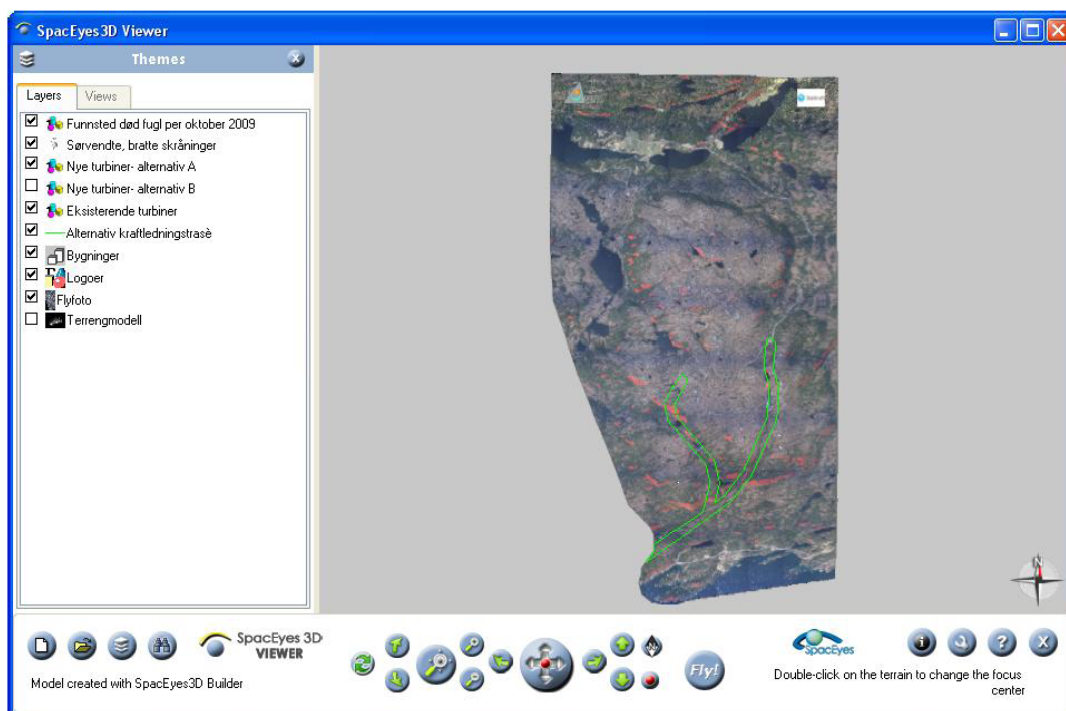 SpacEyes3D Viewer
Themes
Layers
Views
Funnsted død fugl per oktober 2009
Sørvendte, bratte skråninger
Nye turbiner- alternativ A
Nye turbiner- alternativ B
Eksisterende turbiner
Alternativ kraftledningstrasè
Bygninger
Logoer
Flyfoto
Terrengmodell
N
SpacEyes 3D
VIEWER
Model created with SpacEyes3D Builder
Fly!
SpacEyes
Double-click on the terrain to change the focus
center